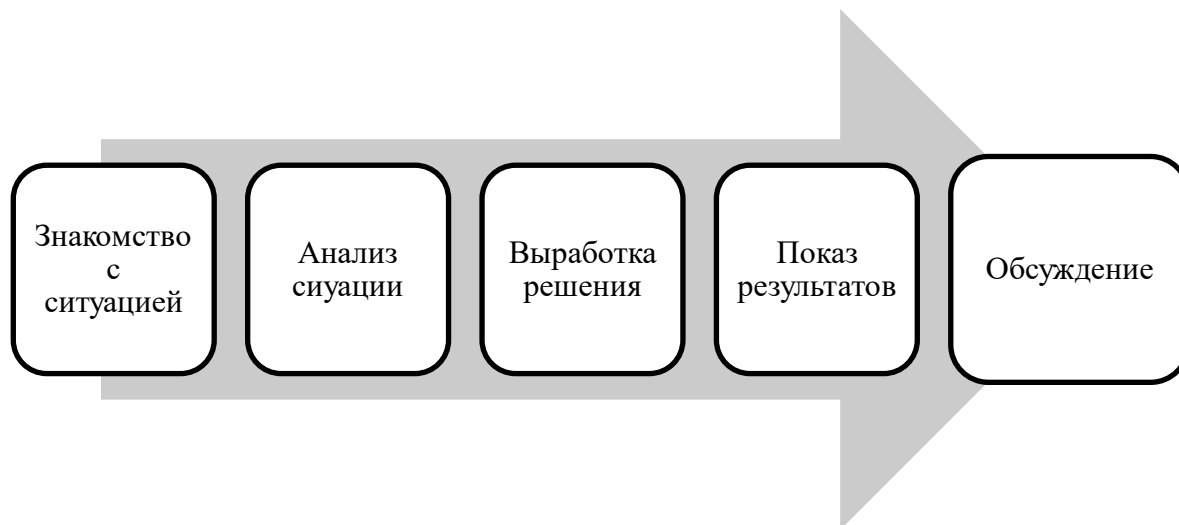 Знакомство
с
ситуацией
Анализ
сиуации
Выработка
решения
Показ
результатов
Обсуждение